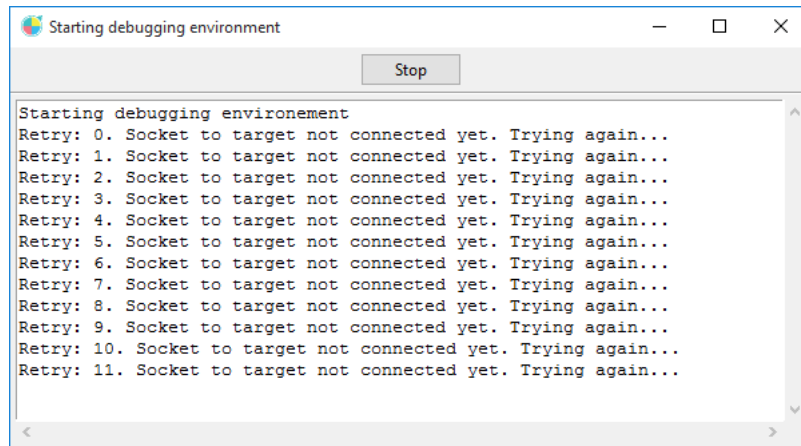 Starting debugging environment
Stop
Starting debugging environement
Retry: 0. Socket to target not connected yet. Trying again...
Retry: 1. Socket to target not connected yet. Trying again...
Retry: 2. Socket to target not connected yet. Trying again...
Retry: 3. Socket to target not connected yet. Trying again...
Retry: 4. Socket to target not connected yet. Trying again...
Retry: 5. Socket to target not connected yet. Trying again...
Retry: 6. Socket to target not connected yet. Trying again...
Retry: 7. Socket to target not connected yet. Trying again...
Retry: 8. Socket to target not connected yet. Trying again...
Retry: 9. Socket to target not connected yet. Trying again...
Retry: 10. Socket to target not connected yet. Trying again...
Retry: 11. Socket to target not connected yet. Trying again...